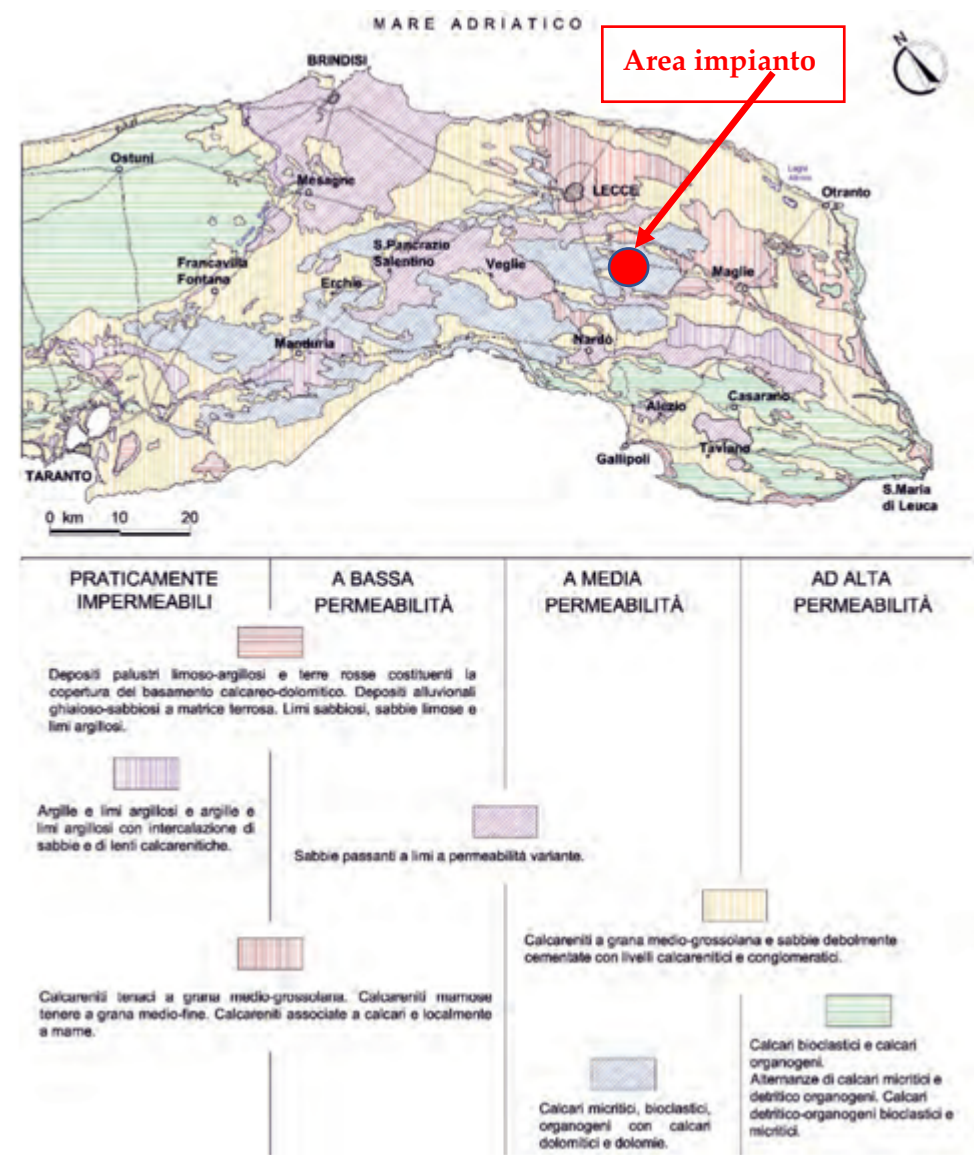 MARE ADRIATICO
Area impianto
N
BRINDISI
Ostuni
Mesagne
LECCE
Laghi
Alimini
Otranto
Francavilla
Fontana
S.Pancrazio
Salentino
Veglie
Erchie
Maglie
Manduria
Nardò
Alezio
Casarano
Taviano
Gallipoli
TARANTO
S.Maria
di Leuca
0 km 10 20
PRATICAMENTE
IMPERMEABILI
A BASSA
PERMEABILITÀ
A MEDIA
PERMEABILITÀ
AD ALTA
PERMEABILITÀ
Depositi palustri limoso-argillosi e terre rosse costituenti la
copertura del basamento calcareo-dolomitico. Depositi alluvionali
ghiaioso-sabbiosi a matrice terrosa. Limi sabbiosi, sabbie limose e
limi argillosi.
Argille e limi argillosi e argille e
limi argillosi con intercalazione di
sabbie e di lenti calcarenitiche.
Sabbie passanti a limi a permeabilità variante.
Calcareniti a grana medio-grossolana e sabbie debolmente
cementate con livelli calcarenitici e conglomeratici.
Calcareniti tenaci a grana medio-grossolana. Calcareniti marnose
tenere a grana medio-fine. Calcareniti associate a calcari e localmente
a marne.
Calcari bioclastici e calcari
organogeni.
Alternanze di calcari micritici e
detritico organogeni. Calcari
detritico-organogeni bioclastici e
micritici.
Calcari micritici, bioclastici,
organogeni con calcari
dolomitici e dolomie.